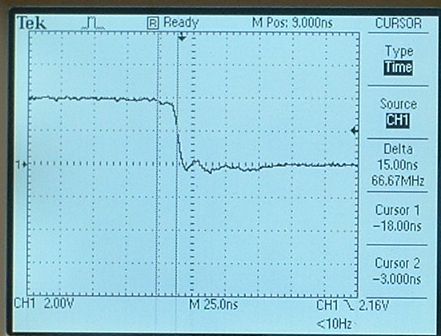 Tek R Ready M Pos: 9.000ns CURSOR
Type
Time
Source
CH1
Delta
15.00ns
66.67MHz
Cursor 1
-18.00ns
Cursor 2
-3.000ns
1
CH1 2.00V M 25.0ns CH1 2.16V
<10Hz